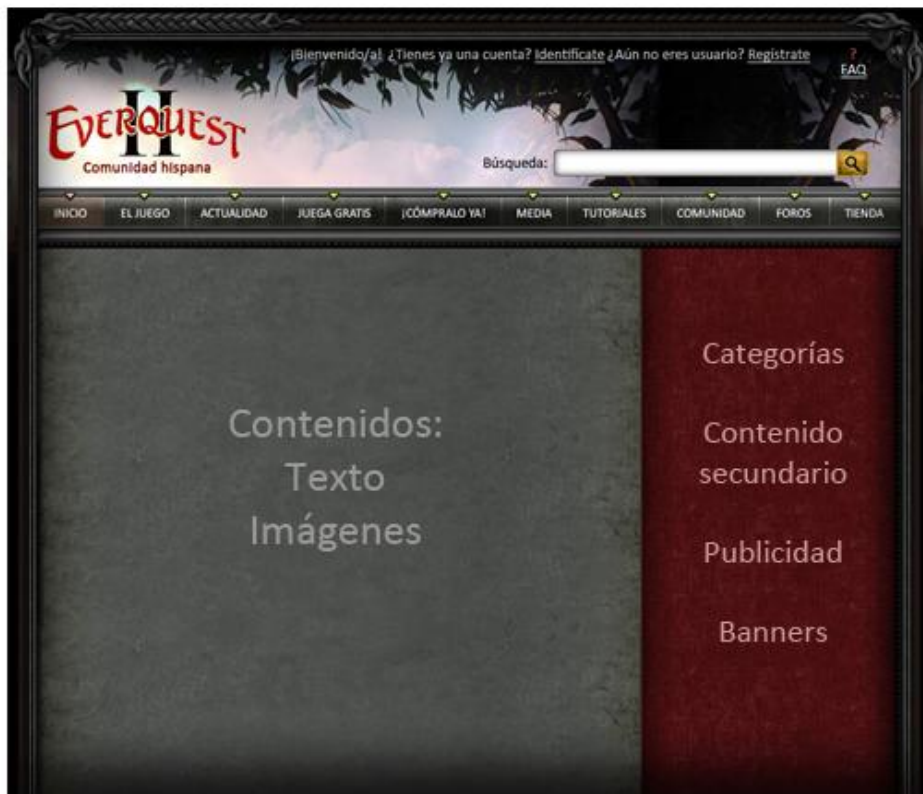 ¡Bienvenido/a! ¿Tienes ya una cuenta? Identifícate ¿Aún no eres usuario? Regístrate
?
FAQ
EVERQUEST
II
Comunidad hispana
Búsqueda:
INICIO EL JUEGO ACTUALIDAD JUEGA GRATIS ¡CÓMPRALO YA! MEDIA TUTORIALES COMUNIDAD FOROS TIENDA
Contenidos:
Texto
Imágenes
Categorías
Contenido
secundario
Publicidad
Banners